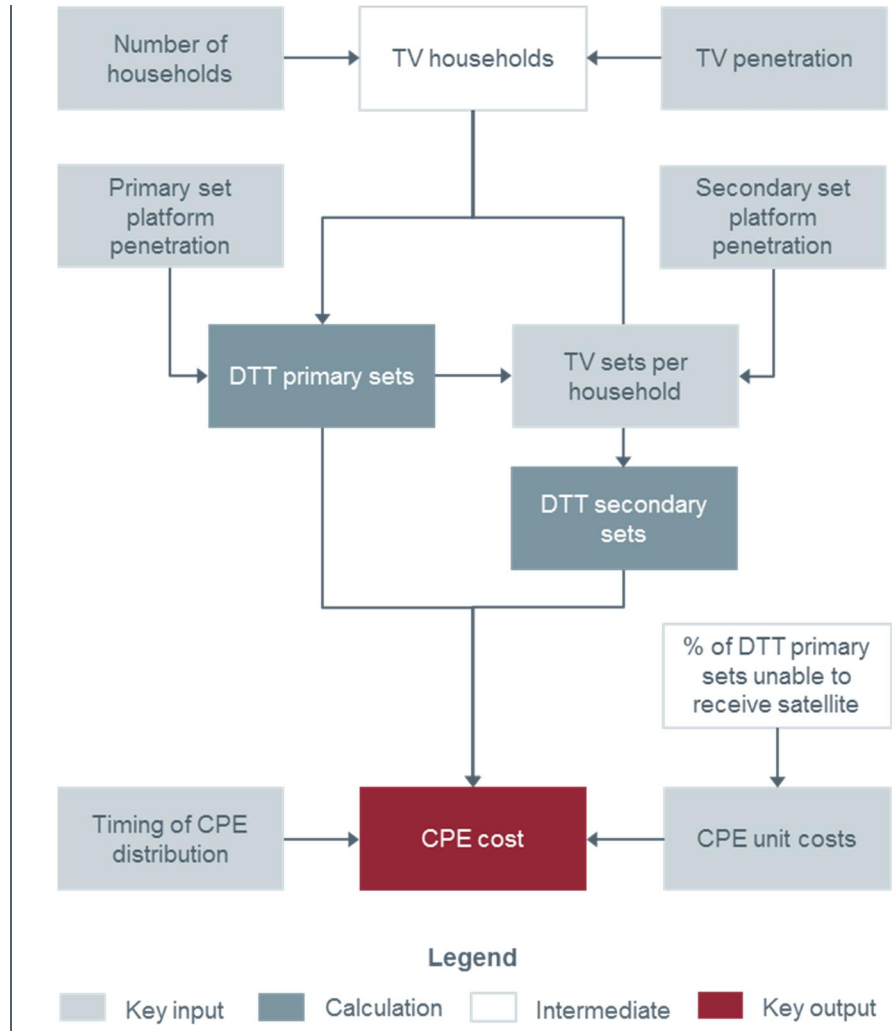 Number of
households
TV households
TV penetration
Primary set
platform
penetration
Secondary set
platform
penetration
DTT primary sets
TV sets per
household
DTT secondary
sets
% of DTT primary
sets unable to
receive satellite
Timing of CPE
distribution
CPE cost
CPE unit costs
Legend
Key input
Calculation
Intermediate
Key output